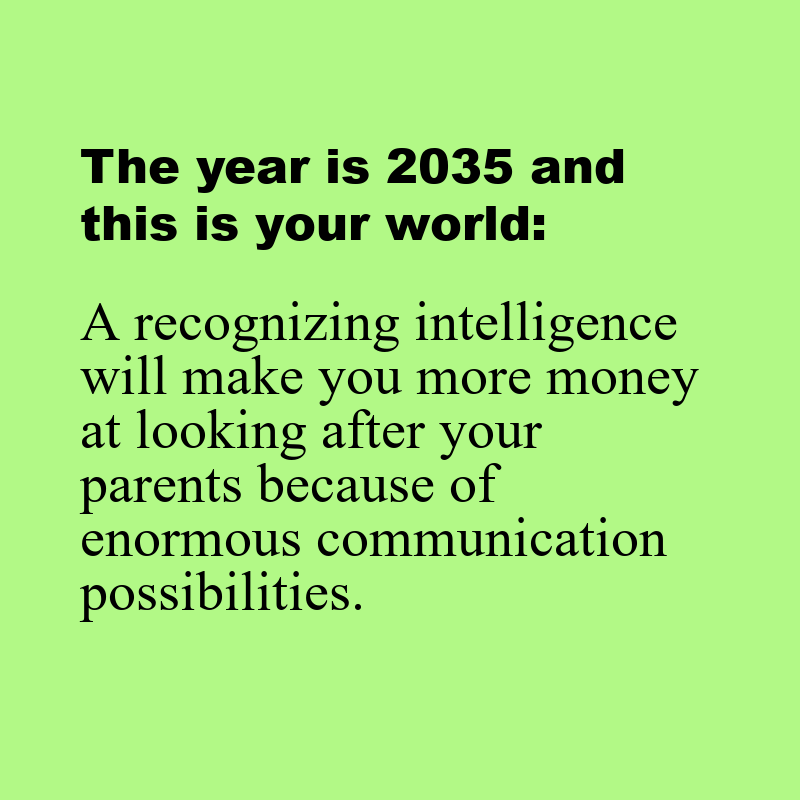 The year is 2035 and
this is your world:
A recognizing intelligence
will make you more money
at looking after your
parents because of
enormous communication
possibilities.